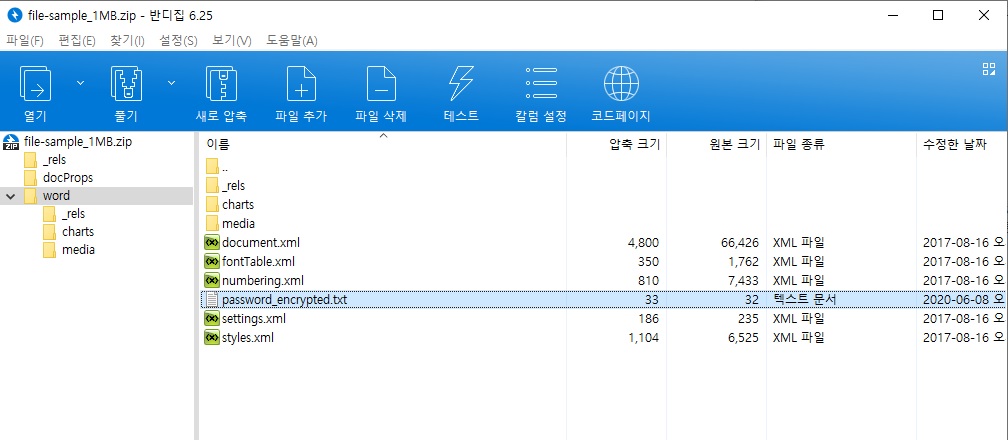 file-sample_1MB.zip - 반디집 6.25
파일(F) 편집(E) 찾기(I) 설정(S) 보기(V) 도움말(A)
열기 풀기 새로 압축 파일 추가 파일 삭제 테스트 칼럼 설정 코드페이지
ZIP file-sample_1MB.zip
_rels
docProps
word
_rels
charts
media
이름 압축 크기 원본 크기 파일 종류 수정한 날짜
..
_rels
charts
media
document.xml 4,800 66,426 XML 파일 2017-08-16 오
fontTable.xml 350 1,762 XML 파일 2017-08-16 오
numbering.xml 810 7,433 XML 파일 2017-08-16 오
password_encrypted.txt 33 32 텍스트 문서 2020-06-08 오
settings.xml 186 235 XML 파일 2017-08-16 오
styles.xml 1,104 6,525 XML 파일 2017-08-16 오